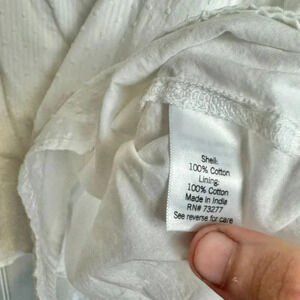 Shell:
100% Cotton
Lining:
100% Cotton
Made in India
RN# 73277
See reverse for care